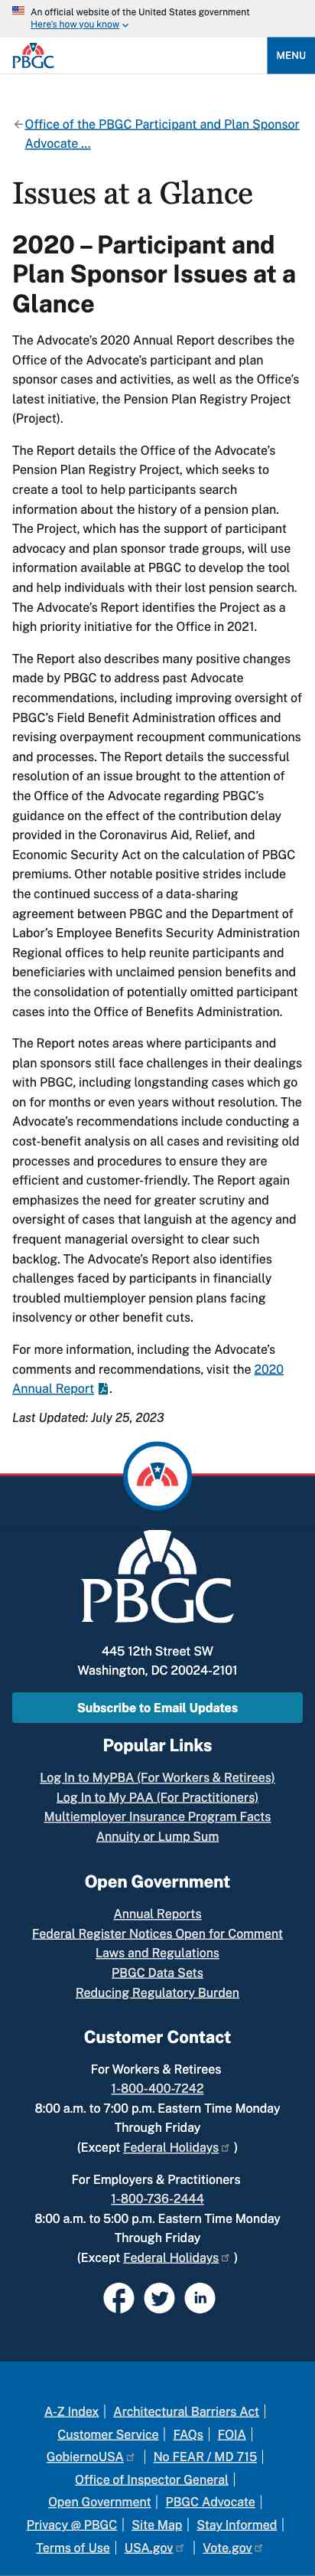 An official website of the United States government
Here's how you know
PBGC
MENU
Office of the PBGC Participant and Plan Sponsor
Advocate ...
Issues at a Glance
2020 – Participant and
Plan Sponsor Issues at a
Glance
The Advocate's 2020 Annual Report describes the
Office of the Advocate's participant and plan
sponsor cases and activities, as well as the Office's
latest initiative, the Pension Plan Registry Project
(Project).
The Report details the Office of the Advocate's
Pension Plan Registry Project, which seeks to
create a tool to help participants search
information about the history of a pension plan.
The Project, which has the support of participant
advocacy and plan sponsor trade groups, will use
information available at PBGC to develop the tool
and help individuals with their lost pension search.
The Advocate's Report identifies the Project as a
high priority initiative for the Office in 2021.
The Report also describes many positive changes
made by PBGC to address past Advocate
recommendations, including improving oversight of
PBGC's Field Benefit Administration offices and
revising overpayment recoupment communications
and processes. The Report details the successful
resolution of an issue brought to the attention of
the Office of the Advocate regarding PBGC's
guidance on the effect of the contribution delay
provided in the Coronavirus Aid, Relief, and
Economic Security Act on the calculation of PBGC
premiums. Other notable positive strides include
the continued success of a data-sharing
agreement between PBGC and the Department of
Labor's Employee Benefits Security Administration
Regional offices to help reunite participants and
beneficiaries with unclaimed pension benefits and
the consolidation of potentially omitted participant
cases into the Office of Benefits Administration.
The Report notes areas where participants and
plan sponsors still face challenges in their dealings
with PBGC, including longstanding cases which go
on for months or even years without resolution. The
Advocate's recommendations include conducting a
cost-benefit analysis on all cases and revisiting old
processes and procedures to ensure they are
efficient and customer-friendly. The Report again
emphasizes the need for greater scrutiny and
oversight of cases that languish at the agency and
frequent managerial oversight to clear such
backlog. The Advocate's Report also identifies
challenges faced by participants in financially
troubled multiemployer pension plans facing
insolvency or other benefit cuts.
For more information, including the Advocate's
comments and recommendations, visit the 2020
Annual Report.
Last Updated: July 25, 2023
PBGC
445 12th Street SW
Washington, DC 20024-2101
Subscribe to Email Updates
Popular Links
Log In to MyPBA (For Workers & Retirees)
Log In to My PAA (For Practitioners)
Multiemployer Insurance Program Facts
Annuity or Lump Sum
Open Government
Annual Reports
Federal Register Notices Open for Comment
Laws and Regulations
PBGC Data Sets
Reducing Regulatory Burden
Customer Contact
For Workers & Retirees
1-800-400-7242
8:00 a.m. to 7:00 p.m. Eastern Time Monday
Through Friday
(Except Federal Holidays )
For Employers & Practitioners
1-800-736-2444
8:00 a.m. to 5:00 p.m. Eastern Time Monday
Through Friday
(Except Federal Holidays )
in
A-Z Index | Architectural Barriers Act |
Customer Service | FAQs | FOIA |
GobiernoUSA | No FEAR / MD 715 |
Office of Inspector General |
Open Government | PBGC Advocate |
Privacy @ PBGC | Site Map | Stay Informed |
Terms of Use | USA.gov | Vote.gov